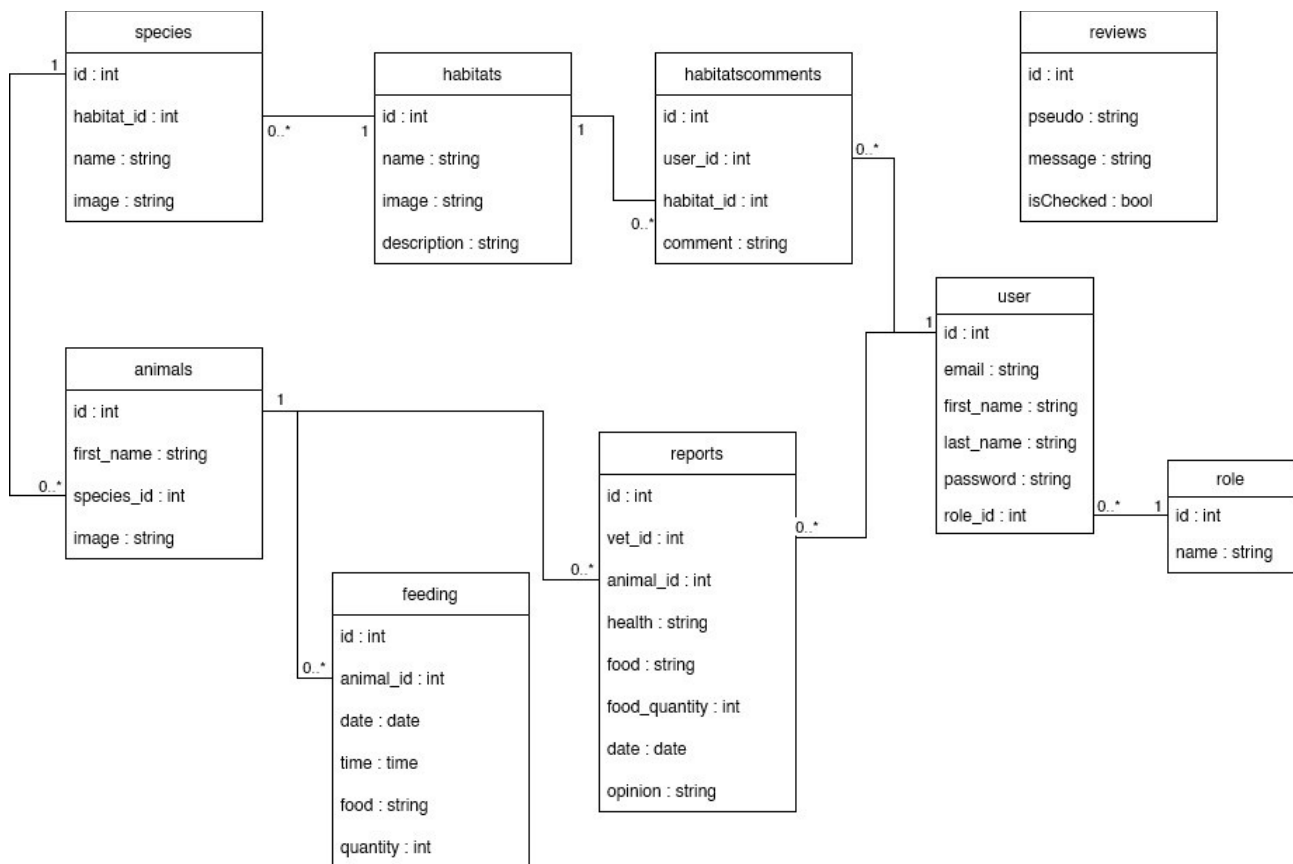 species
id : int
habitat_id : int
name : string
image : string
1
0..*
habitats
id : int
name : string
image : string
description : string
1
1
habitatscomments
id : int
user_id : int
habitat_id : int
comment : string
0..*
0..*
reviews
id : int
pseudo : string
message : string
isChecked : bool
user
id : int
email : string
first_name : string
last_name : string
password : string
role_id : int
1
0..*
1
role
id : int
name : string
animals
id : int
first_name : string
species_id : int
image : string
1
0..*
reports
id : int
vet_id : int
animal_id : int
health : string
food : string
food_quantity : int
date : date
opinion : string
0..*
0..*
feeding
id : int
animal_id : int
date : date
time : time
food : string
quantity : int
0..*